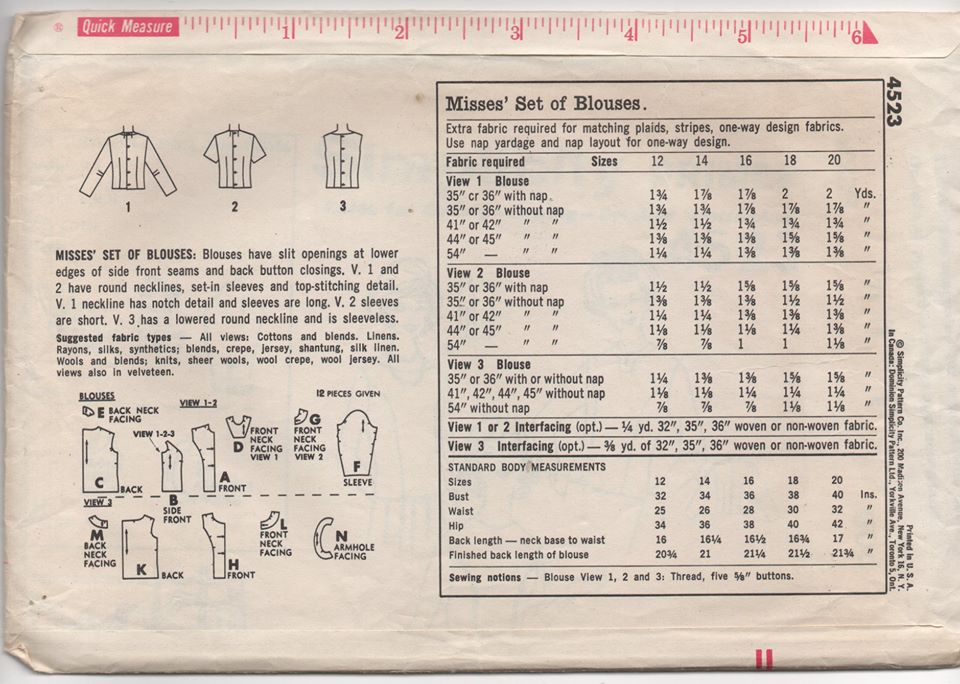 ® Quick Measure 1 2 3 4 5 6
4523
1 2 3
MISSES' SET OF BLOUSES: Blouses have slit openings at lower
edges of side front seams and back button closings. V. 1 and
2 have round necklines, set-in sleeves and top-stitching detail.
V. 1 neckline has notch detail and sleeves are long. V. 2 sleeves
are short. V. 3 has a lowered round neckline and is sleeveless.
Suggested fabric types — All views: Cottons and blends. Linens.
Rayons, silks, synthetics; blends, crepe, jersey, shantung, silk linen.
Wools and blends; knits, sheer wools, wool crepe, wool jersey. All
views also in velveteen.
BLOUSES
12 PIECES GIVEN
E BACK NECK
FACING
VIEW 1-2
VIEW 1-2-3
C BACK
B
SIDE
FRONT
A
FRONT
D
FRONT
NECK
FACING
VIEW 1
G
FRONT
NECK
FACING
VIEW 2
F
SLEEVE
VIEW 3
M
BACK
NECK
FACING
K BACK
H
FRONT
L
FRONT
NECK
FACING
N
ARMHOLE
FACING
Misses' Set of Blouses.
Extra fabric required for matching plaids, stripes, one-way design fabrics.
Use nap yardage and nap layout for one-way design.
Fabric required Sizes 12 14 16 18 20
View 1 Blouse
35" or 36" with nap 1¾ 1⅞ 1⅞ 2 2 Yds.
35" or 36" without nap 1¾ 1¾ 1⅞ 1⅞ 1⅞ "
41" or 42" " " 1½ 1½ 1¾ 1¾ 1¾ "
44" or 45" " " 1⅜ 1⅜ 1⅜ 1⅝ 1⅝ "
54" — " " 1¼ 1¼ 1⅜ 1⅜ 1⅜ "
View 2 Blouse
35" or 36" with nap 1½ 1½ 1⅝ 1⅝ 1⅝ "
35" or 36" without nap 1⅜ 1⅜ 1⅜ 1½ 1½ "
41" or 42" " " 1¼ 1¼ 1⅜ 1⅜ 1⅜ "
44" or 45" " " 1⅛ 1⅛ 1⅛ 1¼ 1⅜ "
54" — " " ⅞ ⅞ 1 1 1⅛ "
View 3 Blouse
35" or 36" with or without nap 1¼ 1⅜ 1⅜ 1⅝ 1⅝ "
41", 42", 44", 45" without nap 1⅛ 1⅛ 1¼ 1¼ 1¼ "
54" without nap ⅞ ⅞ ⅞ 1⅛ 1⅛ "
View 1 or 2 Interfacing (opt.) — ¼ yd. 32", 35", 36" woven or non-woven fabric.
View 3 Interfacing (opt.) — ⅜ yd. of 32", 35", 36" woven or non-woven fabric.
STANDARD BODY MEASUREMENTS
Sizes 12 14 16 18 20
Bust 32 34 36 38 40 Ins.
Waist 25 26 28 30 32 "
Hip 34 36 38 40 42 "
Back length — neck base to waist 16 16¼ 16½ 16¾ 17 "
Finished back length of blouse 20¾ 21 21¼ 21½ 21¾ "
Sewing notions — Blouse View 1, 2 and 3: Thread, five ⅝" buttons.
Printed in U. S. A.
© Simplicity Pattern Co. Inc., 200 Madison Avenue, New York 16, N. Y.
In Canada: Dominion Simplicity Pattern Ltd., Yorkville Ave., Toronto 5, Ont.